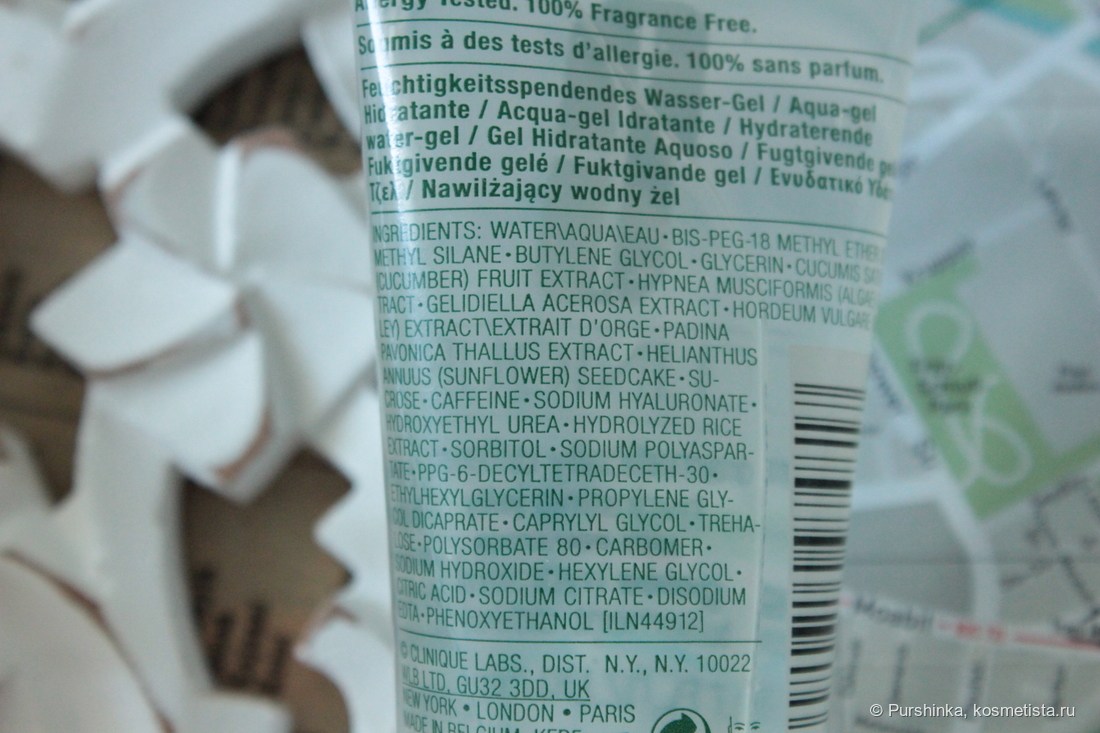 Allergy Tested. 100% Fragrance Free.
Soumis à des tests d'allergie. 100% sans parfum.
Feuchtigkeitsspendendes Wasser-Gel / Aqua-gel
Hidratante / Acqua-gel Idratante / Hydraterende
water-gel / Gel Hidratante Aquoso / Fugtgivende
Fuktgivende gelé / Fuktgivande gel / Ενυδατικό
Τζελ / Nawilżający wodny żel
INGREDIENTS: WATER\AQUA\EAU • BIS-PEG-18 METHYL ETHER
METHYL SILANE • BUTYLENE GLYCOL • GLYCERIN • CUCUMIS
(CUCUMBER) FRUIT EXTRACT • HYPNEA MUSCIFORMIS (ALGAE
TRACT • GELIDIELLA ACEROSA EXTRACT • HORDEUM VULGARE
LEY) EXTRACT\EXTRAIT D'ORGE • PADINA
PAVONICA THALLUS EXTRACT • HELIANTHUS
ANNUUS (SUNFLOWER) SEEDCAKE • SU-
CROSE • CAFFEINE • SODIUM HYALURONATE •
HYDROXYETHYL UREA • HYDROLYZED RICE
EXTRACT • SORBITOL • SODIUM POLYASPAR-
TATE • PPG-6-DECYLTETRADECETH-30 •
ETHYLHEXYLGLYCERIN • PROPYLENE GLY-
COL DICAPRATE • CAPRYLYL GLYCOL • TREHA-
LOSE • POLYSORBATE 80 • CARBOMER •
SODIUM HYDROXIDE • HEXYLENE GLYCOL •
CITRIC ACID • SODIUM CITRATE • DISODIUM
EDTA • PHENOXYETHANOL [ILN44912]
© CLINIQUE LABS., DIST. N.Y., N.Y. 10022
WLB.LTD, GU32 3DD, UK
NEW YORK • LONDON • PARIS
MADE IN BELGIUM.
© Purshinka, kosmetista.ru